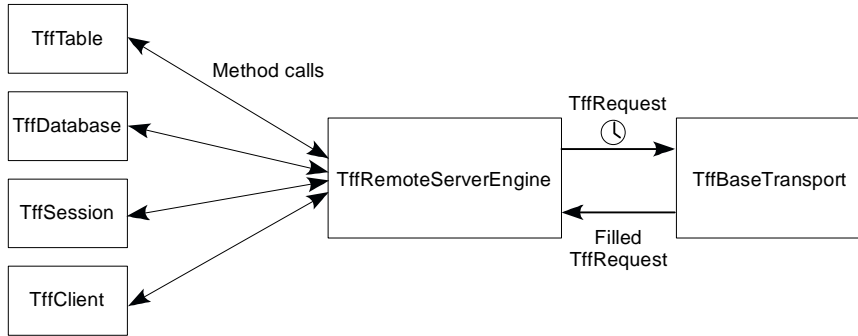 TffTable
Method calls
TffDatabase
TffRequest
TffRemoteServerEngine
TffBaseTransport
TffSession
Filled
TffRequest
TffClient